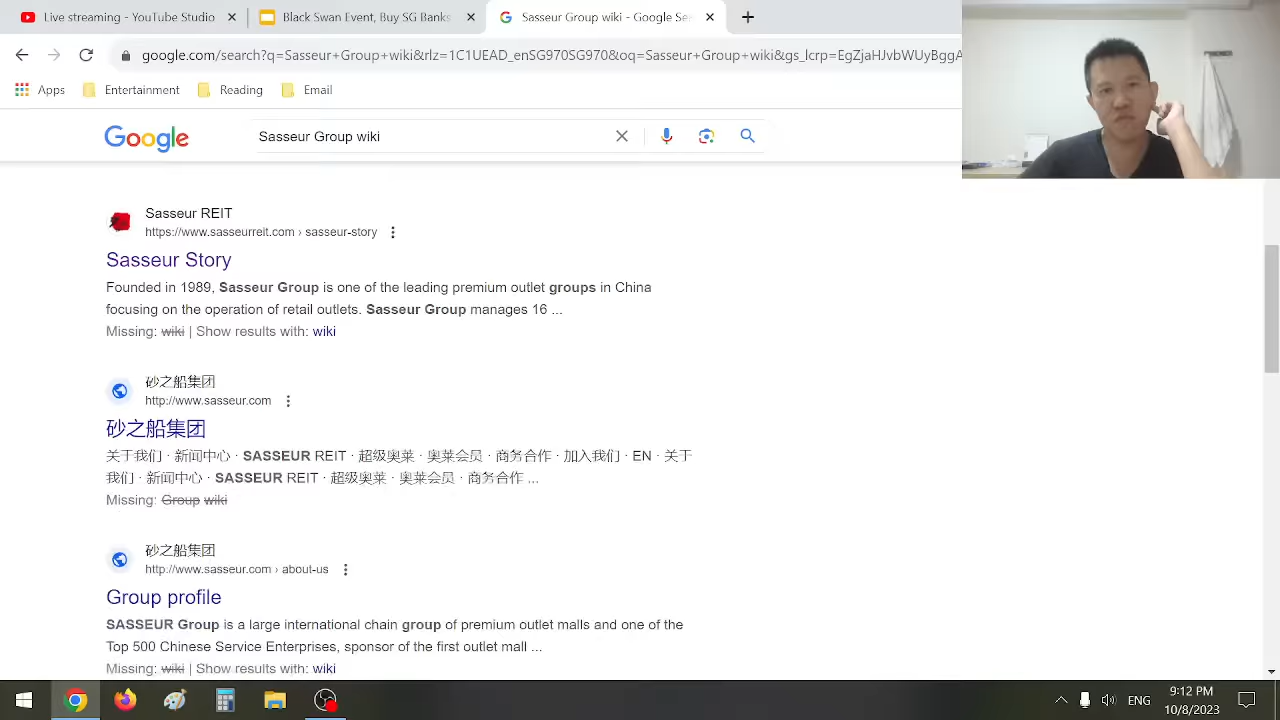 Live streaming - YouTube Studio
Black Swan Event, Buy SG Banks
Sasseur Group wiki - Google Se
google.com/search?q=Sasseur+Group+wiki&rlz=1C1UEAD_enSG970SG970&oq=Sasseur+Group+wiki&gs_lcrp=EgZjaHJvbWUyBggA
Apps Entertainment Reading Email
Google
Sasseur Group wiki
Sasseur REIT
https://www.sasseurreit.com › sasseur-story
Sasseur Story
Founded in 1989, Sasseur Group is one of the leading premium outlet groups in China
focusing on the operation of retail outlets. Sasseur Group manages 16 ...
Missing: wiki | Show results with: wiki
砂之船集团
http://www.sasseur.com
砂之船集团
关于我们 · 新闻中心 · SASSEUR REIT · 超级奥莱 · 奥莱会员 · 商务合作 · 加入我们 · EN · 关于
我们 · 新闻中心 · SASSEUR REIT · 超级奥莱 · 奥莱会员 · 商务合作 ...
Missing: Group wiki
砂之船集团
http://www.sasseur.com › about-us
Group profile
SASSEUR Group is a large international chain group of premium outlet malls and one of the
Top 500 Chinese Service Enterprises, sponsor of the first outlet mall ...
Missing: wiki | Show results with: wiki
ENG
9:12 PM
10/8/2023